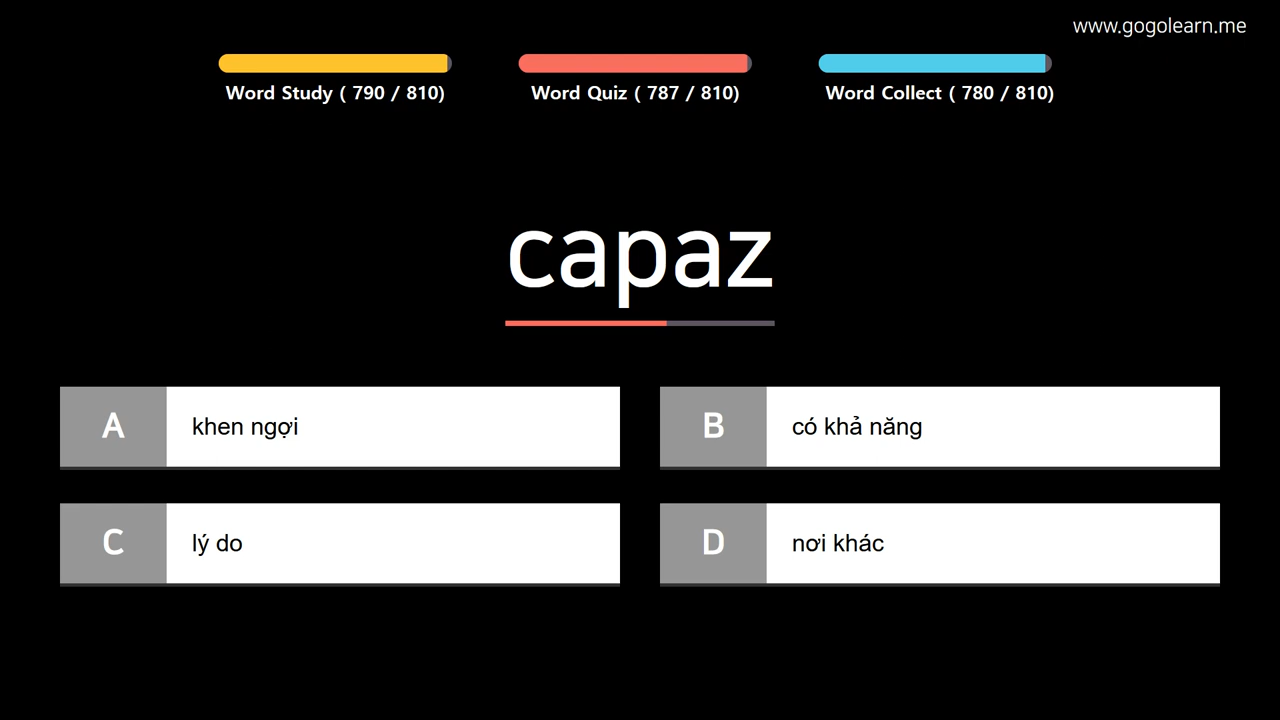 www.gogolearn.me
Word Study ( 790 / 810)
Word Quiz ( 787 / 810)
Word Collect ( 780 / 810)
capaz
A khen ngợi
B có khả năng
C lý do
D nơi khác